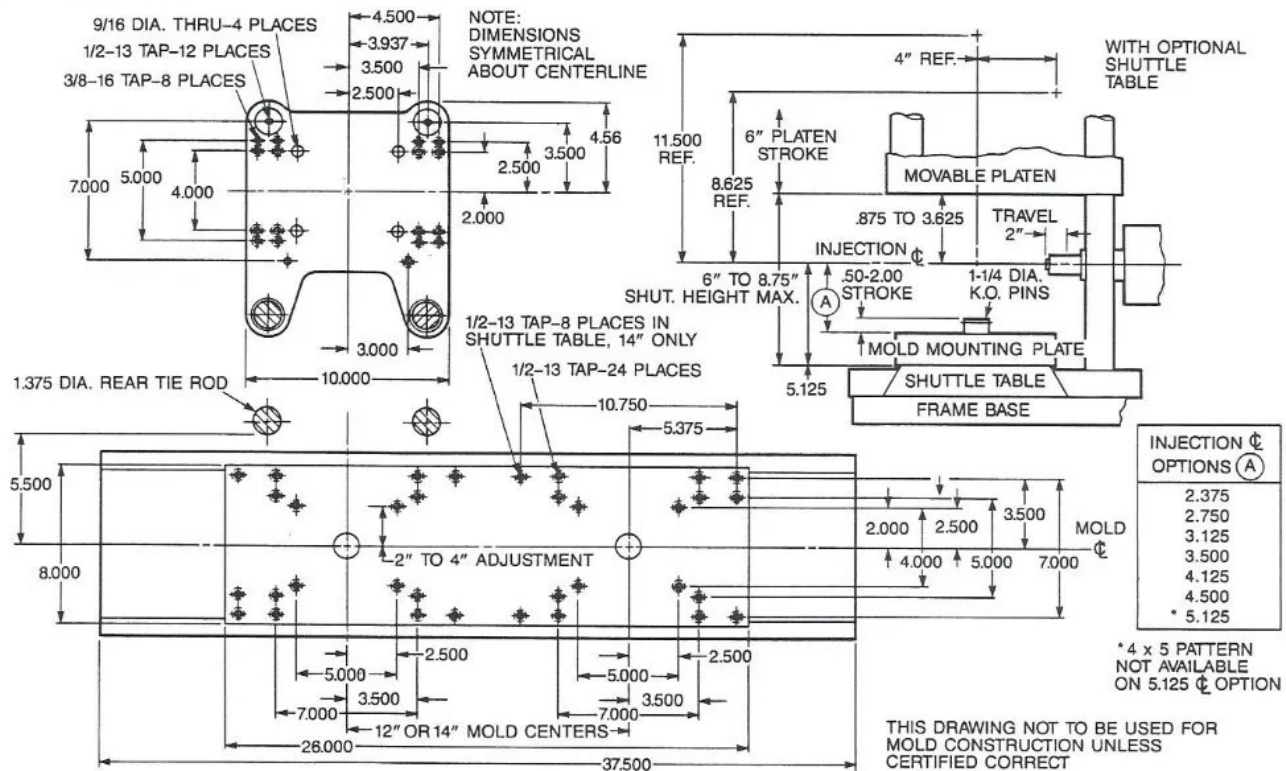 9/16 DIA. THRU-4 PLACES
1/2-13 TAP-12 PLACES
3/8-16 TAP-8 PLACES
4.500
3.937
3.500
2.500
NOTE:
DIMENSIONS
SYMMETRICAL
ABOUT CENTERLINE
7.000
5.000
4.000
4.56
3.500
2.500
2.000
3.000
10.000
4" REF.
WITH OPTIONAL
SHUTTLE
TABLE
11.500
REF.
6" PLATEN
STROKE
8.625
REF.
MOVABLE PLATEN
.875 TO 3.625
TRAVEL
2"
INJECTION ℄
6" TO 8.75"
SHUT. HEIGHT MAX.
A
.50-2.00
STROKE
1-1/4 DIA.
K.O. PINS
MOLD MOUNTING PLATE
5.125
SHUTTLE TABLE
FRAME BASE
1/2-13 TAP-8 PLACES IN
SHUTTLE TABLE, 14" ONLY
1/2-13 TAP-24 PLACES
1.375 DIA. REAR TIE ROD
10.750
5.375
5.500
8.000
2" TO 4" ADJUSTMENT
2.000
2.500
3.500
4.000
5.000
7.000
MOLD
℄
2.500
5.000
3.500
7.000
2.500
5.000
3.500
7.000
12" OR 14" MOLD CENTERS
26.000
37.500
INJECTION ℄
OPTIONS A
2.375
2.750
3.125
3.500
4.125
4.500
* 5.125
* 4 x 5 PATTERN
NOT AVAILABLE
ON 5.125 ℄ OPTION
THIS DRAWING NOT TO BE USED FOR
MOLD CONSTRUCTION UNLESS
CERTIFIED CORRECT